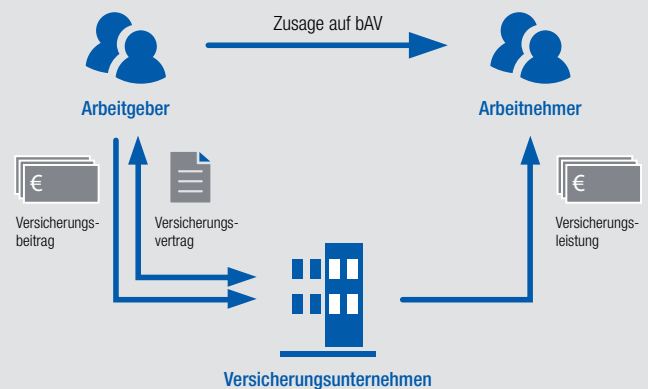 Zusage auf bAV
Arbeitgeber
Arbeitnehmer
€
Versicherungs-
beitrag
Versicherungs-
vertrag
€
Versicherungs-
leistung
Versicherungsunternehmen